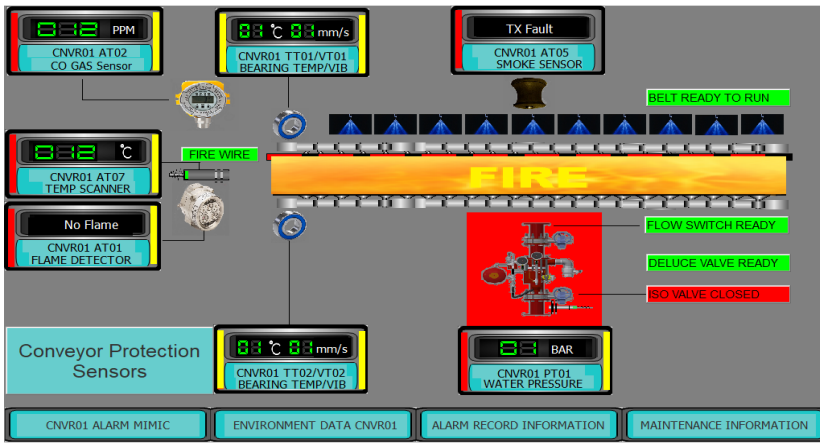 012 PPM
CNVR01 AT02
CO GAS Sensor
01 °C 01 mm/s
CNVR01 TT01/VT01
BEARING TEMP/VIB
TX Fault
CNVR01 AT05
SMOKE SENSOR
BELT READY TO RUN
012 °C
CNVR01 AT07
TEMP SCANNER
FIRE WIRE
FIRE
No Flame
CNVR01 AT01
FLAME DETECTOR
FLOW SWITCH READY
DELUCE VALVE READY
ISO VALVE CLOSED
Conveyor Protection
Sensors
01 °C 01 mm/s
CNVR01 TT02/VT02
BEARING TEMP/VIB
01 BAR
CNVR01 PT01
WATER PRESSURE
CNVR01 ALARM MIMIC
ENVIRONMENT DATA CNVR01
ALARM RECORD INFORMATION
MAINTENANCE INFORMATION